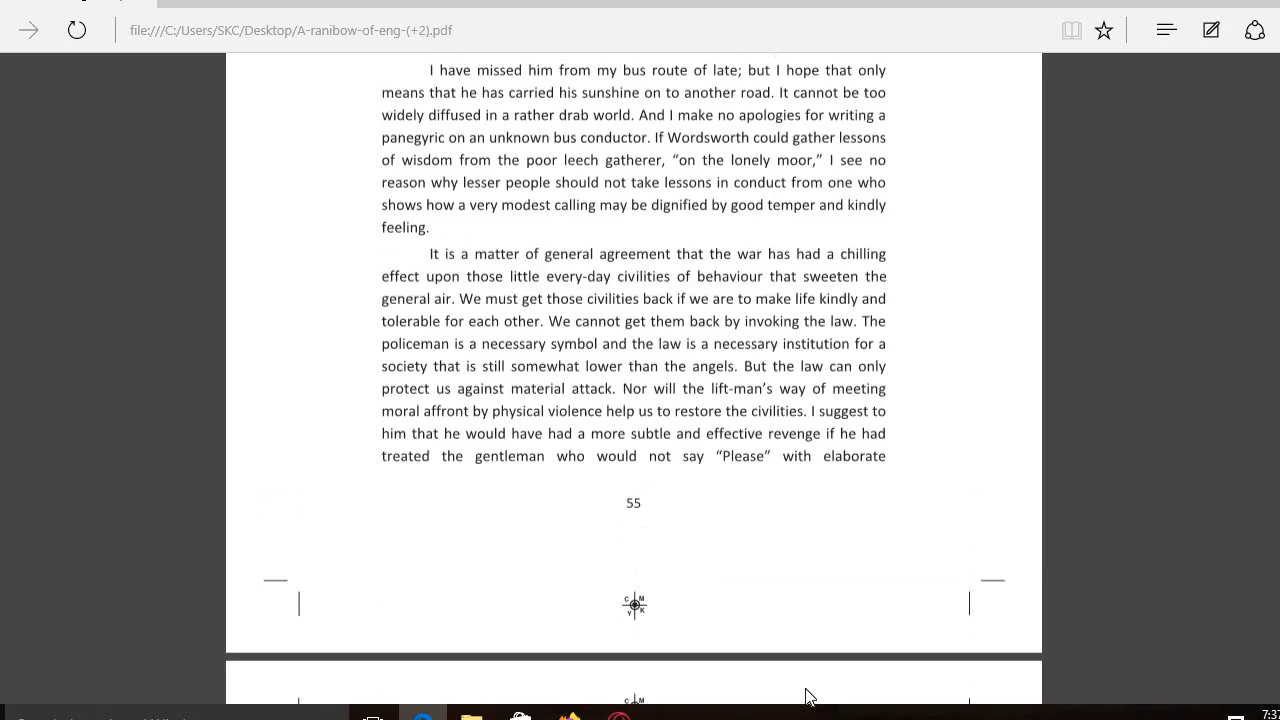 file:///C:/Users/SKC/Desktop/A-ranibow-of-eng-(+2).pdf
I have missed him from my bus route of late; but I hope that only
means that he has carried his sunshine on to another road. It cannot be too
widely diffused in a rather drab world. And I make no apologies for writing a
panegyric on an unknown bus conductor. If Wordsworth could gather lessons
of wisdom from the poor leech gatherer, “on the lonely moor,” I see no
reason why lesser people should not take lessons in conduct from one who
shows how a very modest calling may be dignified by good temper and kindly
feeling.
It is a matter of general agreement that the war has had a chilling
effect upon those little every-day civilities of behaviour that sweeten the
general air. We must get those civilities back if we are to make life kindly and
tolerable for each other. We cannot get them back by invoking the law. The
policeman is a necessary symbol and the law is a necessary institution for a
society that is still somewhat lower than the angels. But the law can only
protect us against material attack. Nor will the lift-man’s way of meeting
moral affront by physical violence help us to restore the civilities. I suggest to
him that he would have had a more subtle and effective revenge if he had
treated the gentleman who would not say “Please” with elaborate
55
C M
Y K
C M